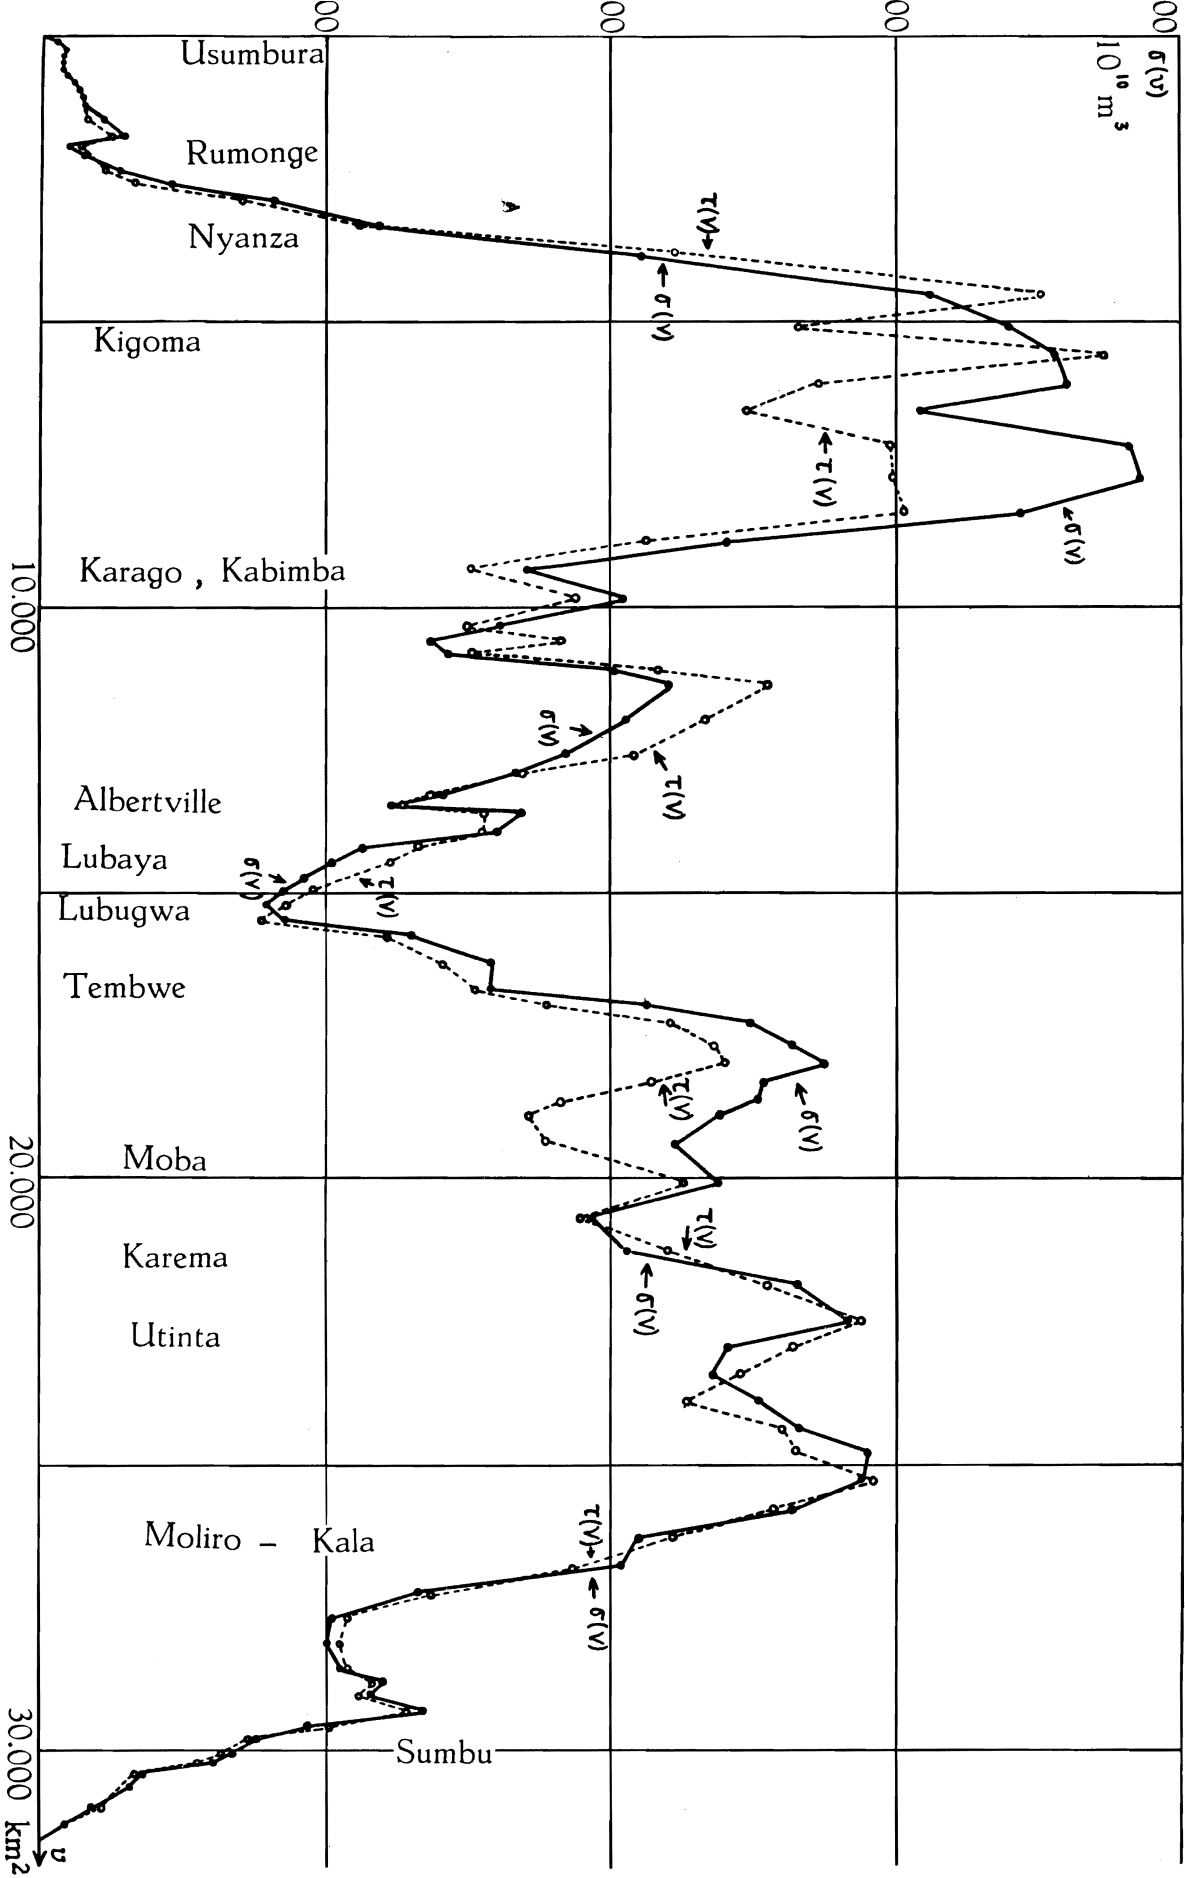 00
00
00
00
σ(v)
10¹⁰ m³
Usumbura
Rumonge
A
τ(V)
Nyanza
σ(V)
Kigoma
τ(V)
σ(V)
Karago , Kabimba
10.000
σ(V)
τ(V)
Albertville
Lubaya
σ(V)
τ(V)
Lubugwa
Tembwe
τ(V)
σ(V)
Moba
20.000
τ(V)
Karema
σ(V)
Utinta
τ(V)
Moliro – Kala
σ(V)
Sumbu
30.000 km²
υ